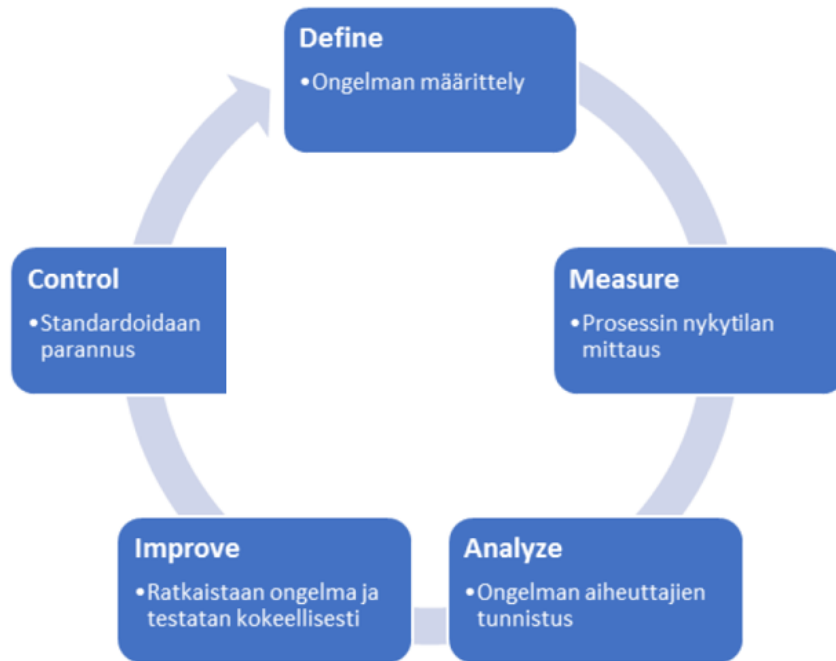 Define
•Ongelman määrittely
Measure
•Prosessin nykytilan
mittaus
Analyze
•Ongelman aiheuttajien
tunnistus
Improve
•Ratkaistaan ongelma ja
testatan kokeellisesti
Control
•Standardoidaan
parannus